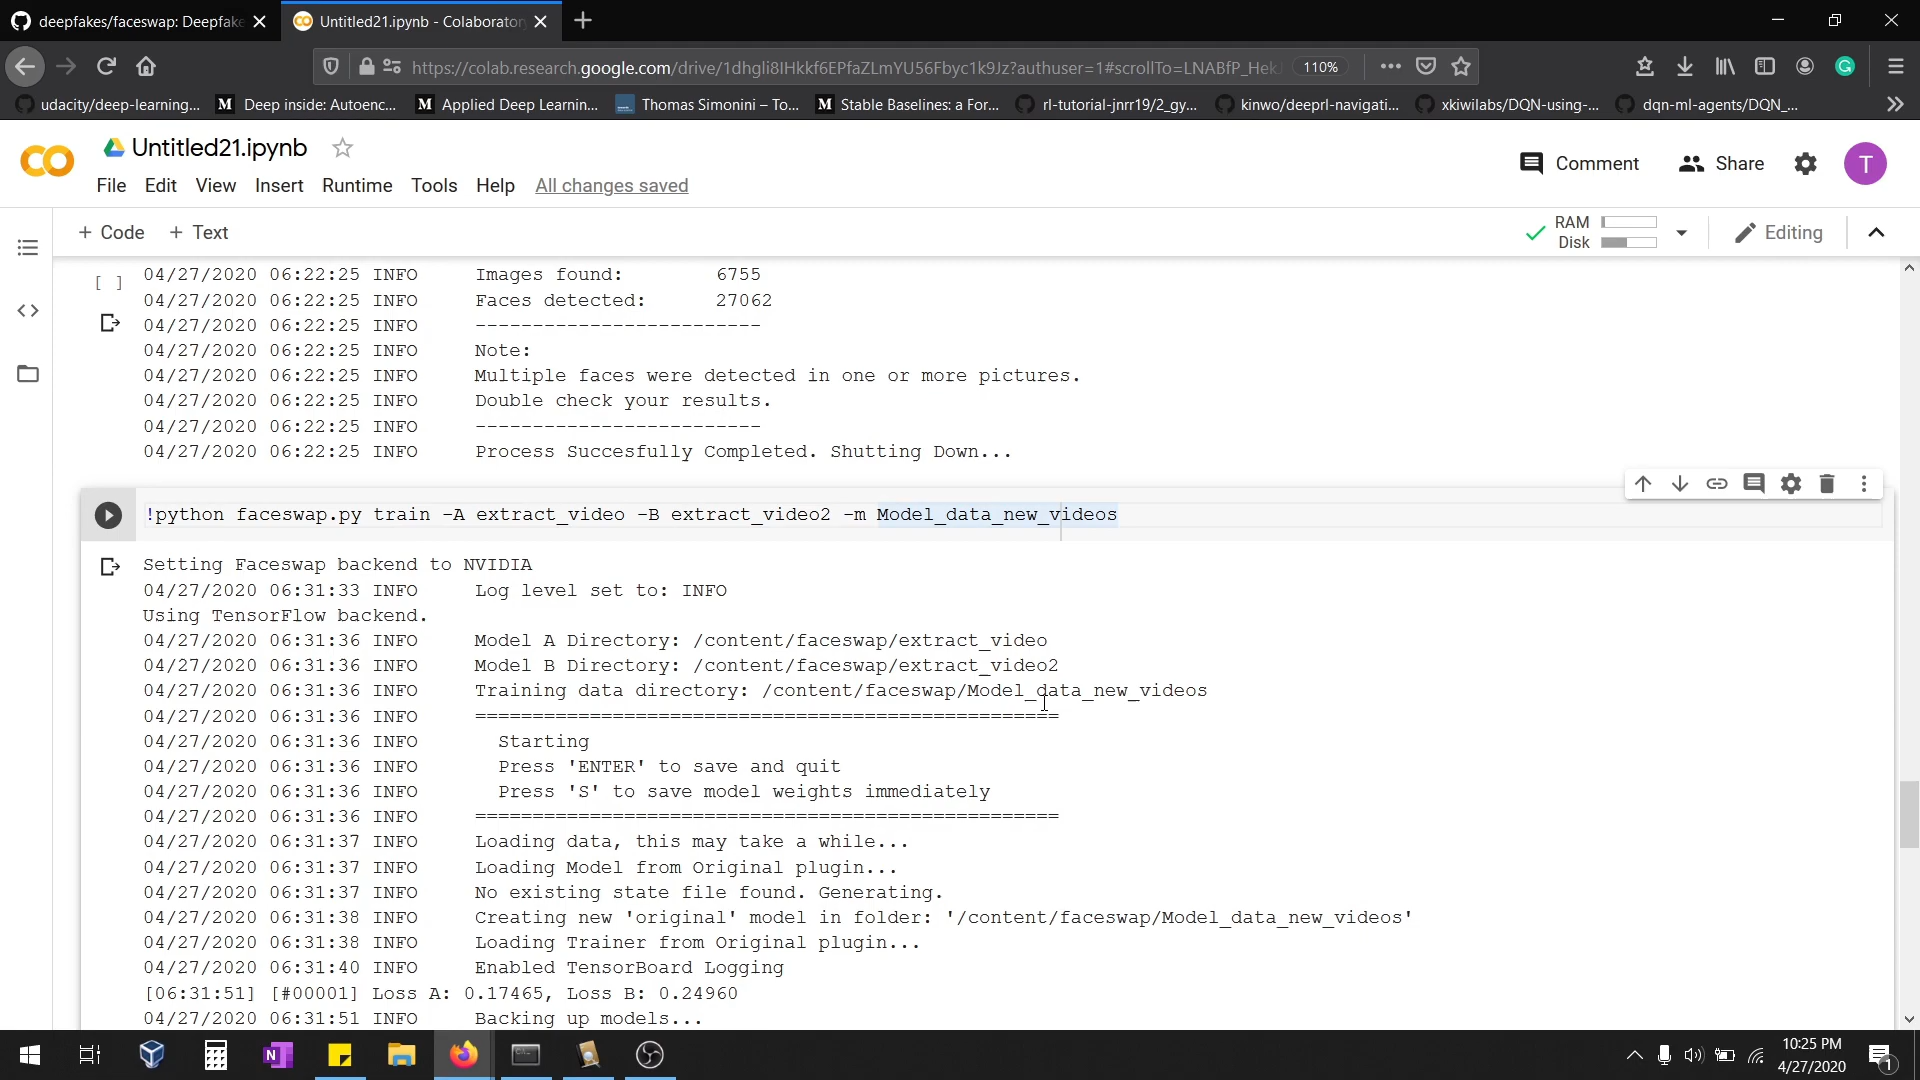 deepfakes/faceswap: Deepfake
Untitled21.ipynb - Colaborator
https://colab.research.google.com/drive/1dhgli8IHkkf6EPfaZLmYU56Fbyc1k9Jz?authuser=1#scrollTo=LNABfP_Hek
110%
udacity/deep-learning...
Deep inside: Autoenc...
Applied Deep Learnin...
Thomas Simonini – To...
Stable Baselines: a For...
rl-tutorial-jnrr19/2_gy...
kinwo/deeprl-navigati...
xkiwilabs/DQN-using-...
dqn-ml-agents/DQN_...
Untitled21.ipynb
Comment
Share
T
File Edit View Insert Runtime Tools Help All changes saved
+ Code + Text
RAM
Disk
Editing
[ ]
04/27/2020 06:22:25 INFO Images found: 6755
04/27/2020 06:22:25 INFO Faces detected: 27062
04/27/2020 06:22:25 INFO -------------------------
04/27/2020 06:22:25 INFO Note:
04/27/2020 06:22:25 INFO Multiple faces were detected in one or more pictures.
04/27/2020 06:22:25 INFO Double check your results.
04/27/2020 06:22:25 INFO -------------------------
04/27/2020 06:22:25 INFO Process Succesfully Completed. Shutting Down...
!python faceswap.py train -A extract_video -B extract_video2 -m Model_data_new_videos
Setting Faceswap backend to NVIDIA
04/27/2020 06:31:33 INFO Log level set to: INFO
Using TensorFlow backend.
04/27/2020 06:31:36 INFO Model A Directory: /content/faceswap/extract_video
04/27/2020 06:31:36 INFO Model B Directory: /content/faceswap/extract_video2
04/27/2020 06:31:36 INFO Training data directory: /content/faceswap/Model_data_new_videos
04/27/2020 06:31:36 INFO ===================================================
04/27/2020 06:31:36 INFO Starting
04/27/2020 06:31:36 INFO Press 'ENTER' to save and quit
04/27/2020 06:31:36 INFO Press 'S' to save model weights immediately
04/27/2020 06:31:36 INFO ===================================================
04/27/2020 06:31:37 INFO Loading data, this may take a while...
04/27/2020 06:31:37 INFO Loading Model from Original plugin...
04/27/2020 06:31:37 INFO No existing state file found. Generating.
04/27/2020 06:31:38 INFO Creating new 'original' model in folder: '/content/faceswap/Model_data_new_videos'
04/27/2020 06:31:38 INFO Loading Trainer from Original plugin...
04/27/2020 06:31:40 INFO Enabled TensorBoard Logging
[06:31:51] [#00001] Loss A: 0.17465, Loss B: 0.24960
04/27/2020 06:31:51 INFO Backing up models...
10:25 PM
4/27/2020
1